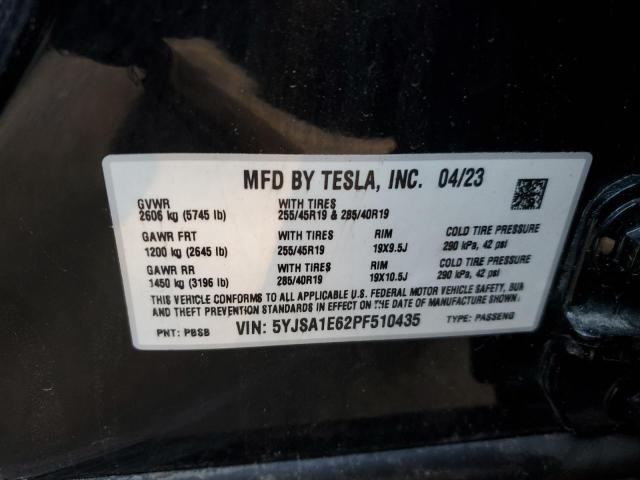 MFD BY TESLA, INC. 04/23
GVWR WITH TIRES
2606 kg (5745 lb) 255/45R19 & 285/40R19
GAWR FRT RIM COLD TIRE PRESSURE
1200 kg (2645 lb) 255/45R19 19X9.5J 290 kPa, 42 psi
GAWR RR WITH TIRES RIM COLD TIRE PRESSURE
1450 kg (3196 lb) 285/40R19 19X10.5J 290 kPa, 42 psi
THIS VEHICLE CONFORMS TO ALL APPLICABLE U.S. FEDERAL MOTOR VEHICLE SAFETY, BUM
AND THEFT PREVENTION STANDARDS IN EFFECT ON THE DATE OF MANUFACTURE SHOWN
PNT: PBSB VIN: 5YJSA1E62PF510435 TYPE: PASSENG